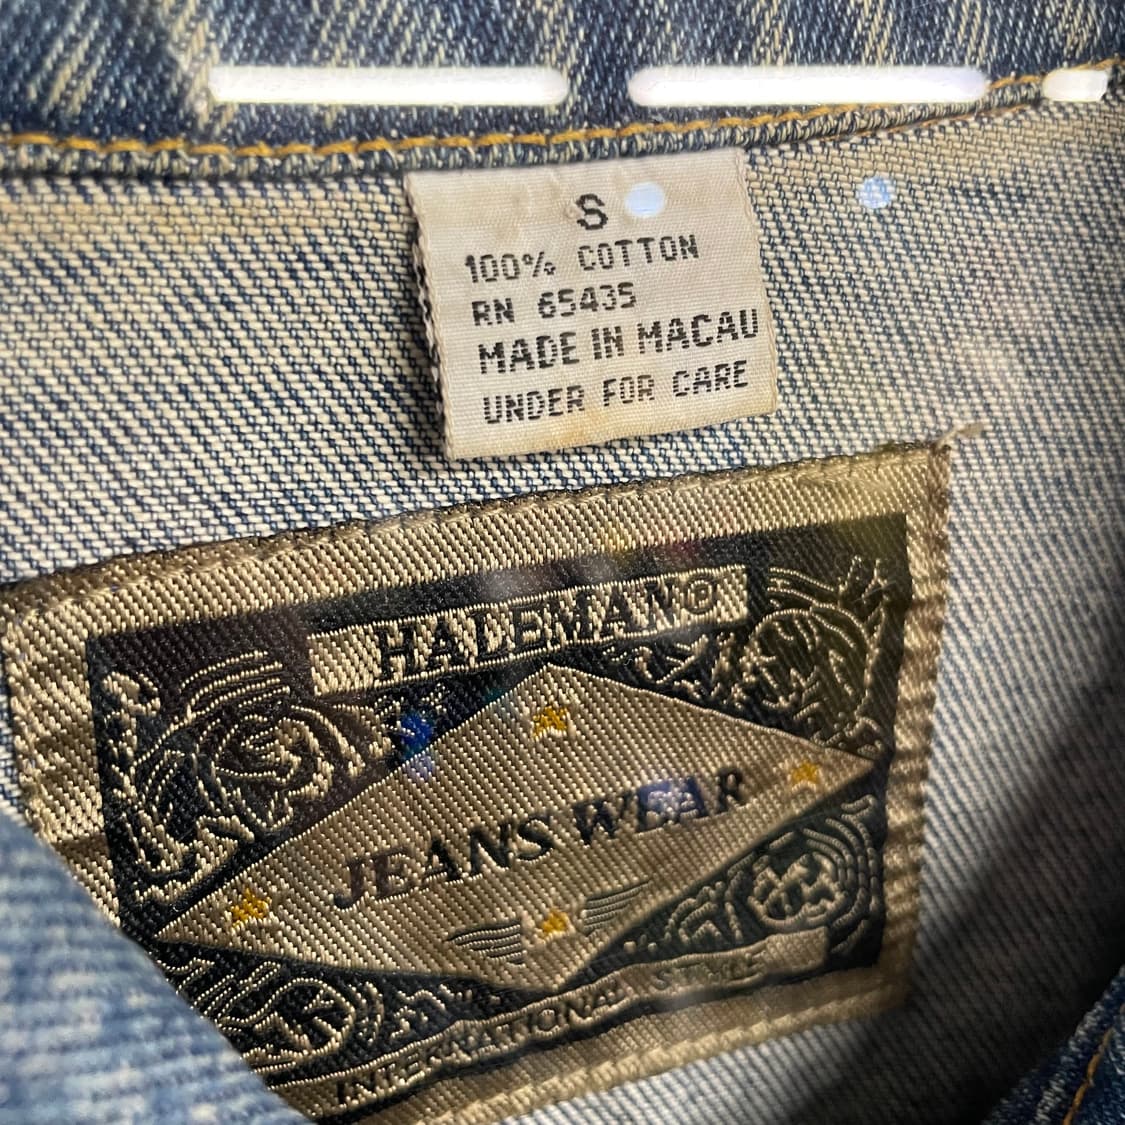 S
100% COTTON
RN 65435
MADE IN MACAU
UNDER FOR CARE
HALEMAN®
JEANS WEAR
INTERNATIONAL STYLE